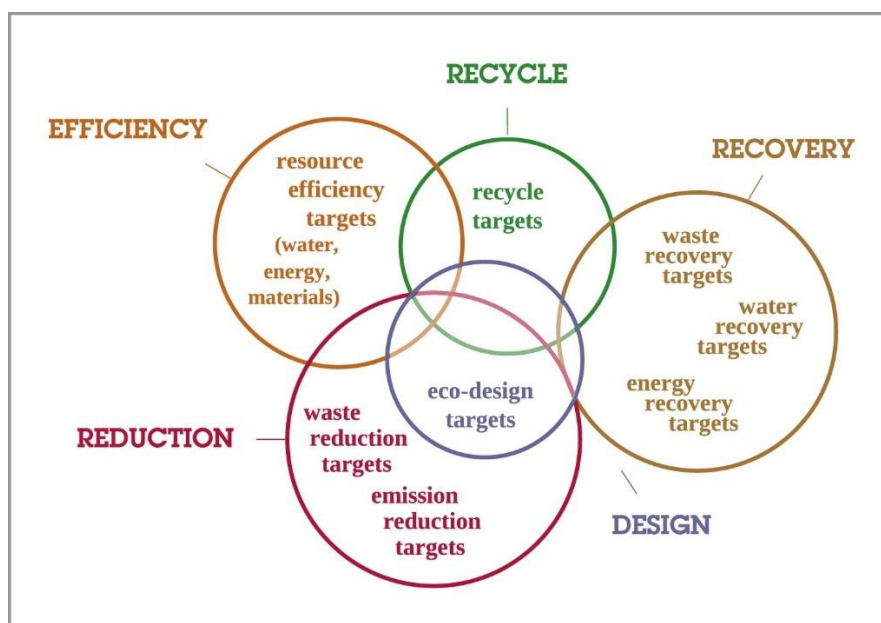 RECYCLE
EFFICIENCY
resource
efficiency
targets
(water,
energy,
materials)
recycle
targets
RECOVERY
waste
recovery
targets
water
recovery
targets
energy
recovery
targets
eco-design
targets
REDUCTION
waste
reduction
targets
emission
reduction
targets
DESIGN